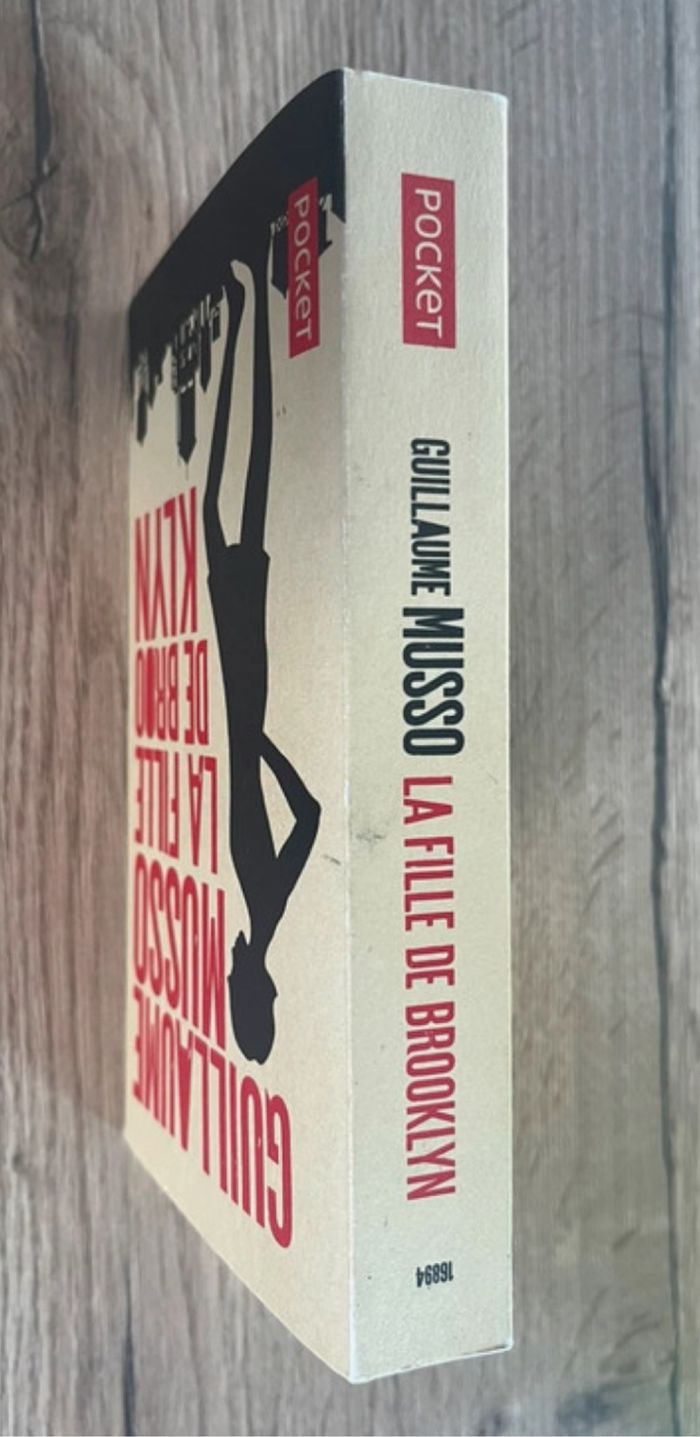 POCKET
GUILLAUME MUSSO LA FILLE DE BROOKLYN
16894
GUILLAUME
MUSSO
LA FILLE
DE BROO
KLYN
POCKET